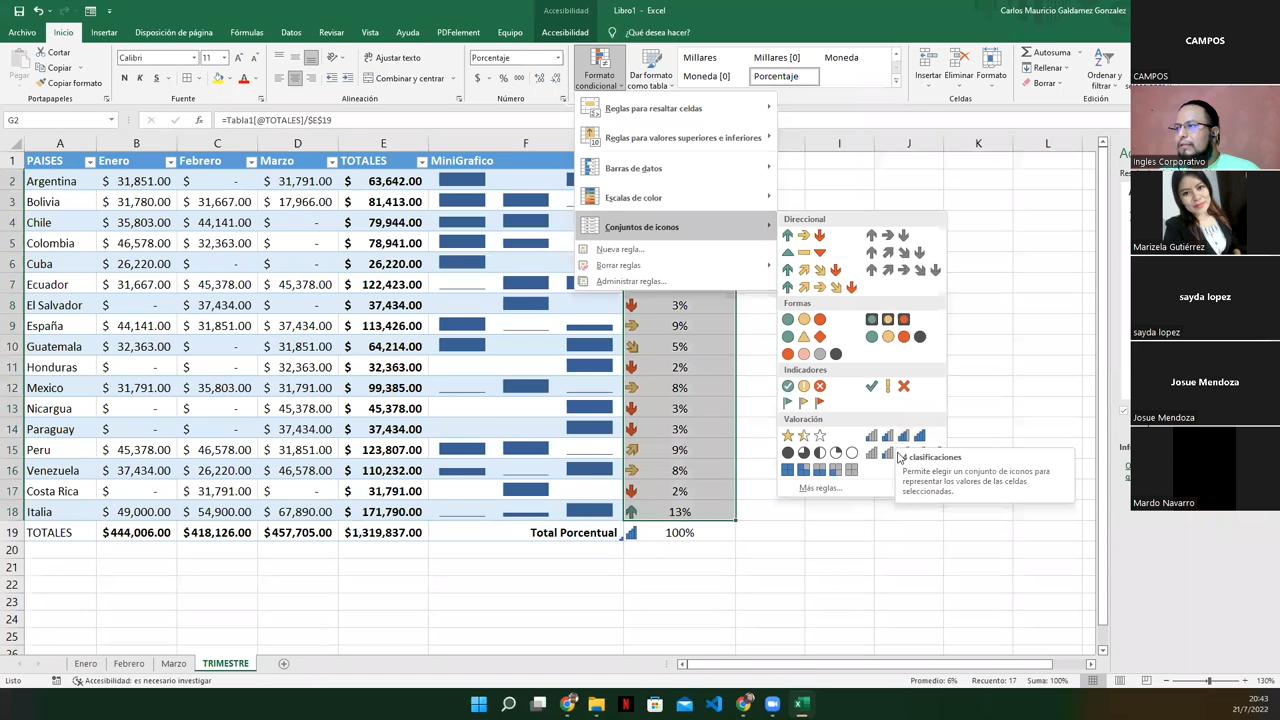 Accesibilidad
Libro1 - Excel
Carlos Mauricio Galdamez Gonzalez
Archivo Inicio Insertar Disposición de página Fórmulas Datos Revisar Vista Ayuda PDFelement Equipo Accesibilidad ¿Qué desea hacer?
Pegar
Cortar
Copiar
Copiar formato
Portapapeles
Calibri 11
N K S
Fuente
Ajustar texto
Combinar y centrar
Alineación
Porcentaje
Número
Formato condicional
Dar formato como tabla
Millares Millares [0] Moneda
Moneda [0] Porcentaje
Insertar Eliminar Formato
Celdas
Autosuma
Rellenar
Borrar
Ordenar y filtrar
G2 =Tabla1[@TOTALES]/$E$19
A B C D E F I J K L
1 PAISES Enero Febrero Marzo TOTALES MiniGrafico
2 Argentina $ 31,851.00 $ - $ 31,791.00 $ 63,642.00
3 Bolivia $ 31,780.00 $ 31,667.00 $ 17,966.00 $ 81,413.00
4 Chile $ 35,803.00 $ 44,141.00 $ - $ 79,944.00
5 Colombia $ 46,578.00 $ 32,363.00 $ - $ 78,941.00
6 Cuba $ 26,220.00 $ - $ - $ 26,220.00
7 Ecuador $ 31,667.00 $ 45,378.00 $ 45,378.00 $ 122,423.00
8 El Salvador $ - $ 37,434.00 $ - $ 37,434.00 3%
9 España $ 44,141.00 $ 31,851.00 $ 37,434.00 $ 113,426.00 9%
10 Guatemala $ 32,363.00 $ 31,851.00 $ - $ 64,214.00 5%
11 Honduras $ - $ - $ 32,363.00 $ 32,363.00 2%
12 Mexico $ 31,791.00 $ 35,803.00 $ 31,791.00 $ 99,385.00 8%
13 Nicargua $ - $ - $ 45,378.00 $ 45,378.00 3%
14 Paraguay $ - $ - $ 37,434.00 $ 37,434.00 3%
15 Peru $ 31,851.00 $ 46,578.00 $ 45,378.00 $ 123,807.00 9%
16 Venezuela $ 37,434.00 $ 26,220.00 $ 46,578.00 $ 110,232.00 8%
17 Costa Rica $ - $ - $ 31,791.00 $ 31,791.00 2%
18 Italia $ 49,000.00 $ 54,900.00 $ 67,890.00 $ 171,790.00 13%
19 TOTALES $ 444,006.00 $ 418,126.00 $ 457,705.00 $ 1,319,837.00 Total Porcentual 100%
20
21
22
23
24
25
26
Reglas para resaltar celdas
Reglas para valores superiores e inferiores
Barras de datos
Escalas de color
Conjuntos de iconos
Nueva regla...
Borrar reglas
Administrar reglas...
Direccional
Formas
Indicadores
Valoración
Más reglas...
4 clasificaciones
Permite elegir un conjunto de iconos para
representar los valores de las celdas
seleccionadas.
Enero Febrero Marzo TRIMESTRE
Listo Accesibilidad: es necesario investigar Promedio: 6% Recuento: 17 Suma: 100% 130%
20:43
21/7/2022
CAMPOS
CAMPOS
Ingles Corporativo
Marizela Gutiérrez
sayda lopez
sayda lopez
Josue Mendoza
Josue Mendoza
Mardo Navarro